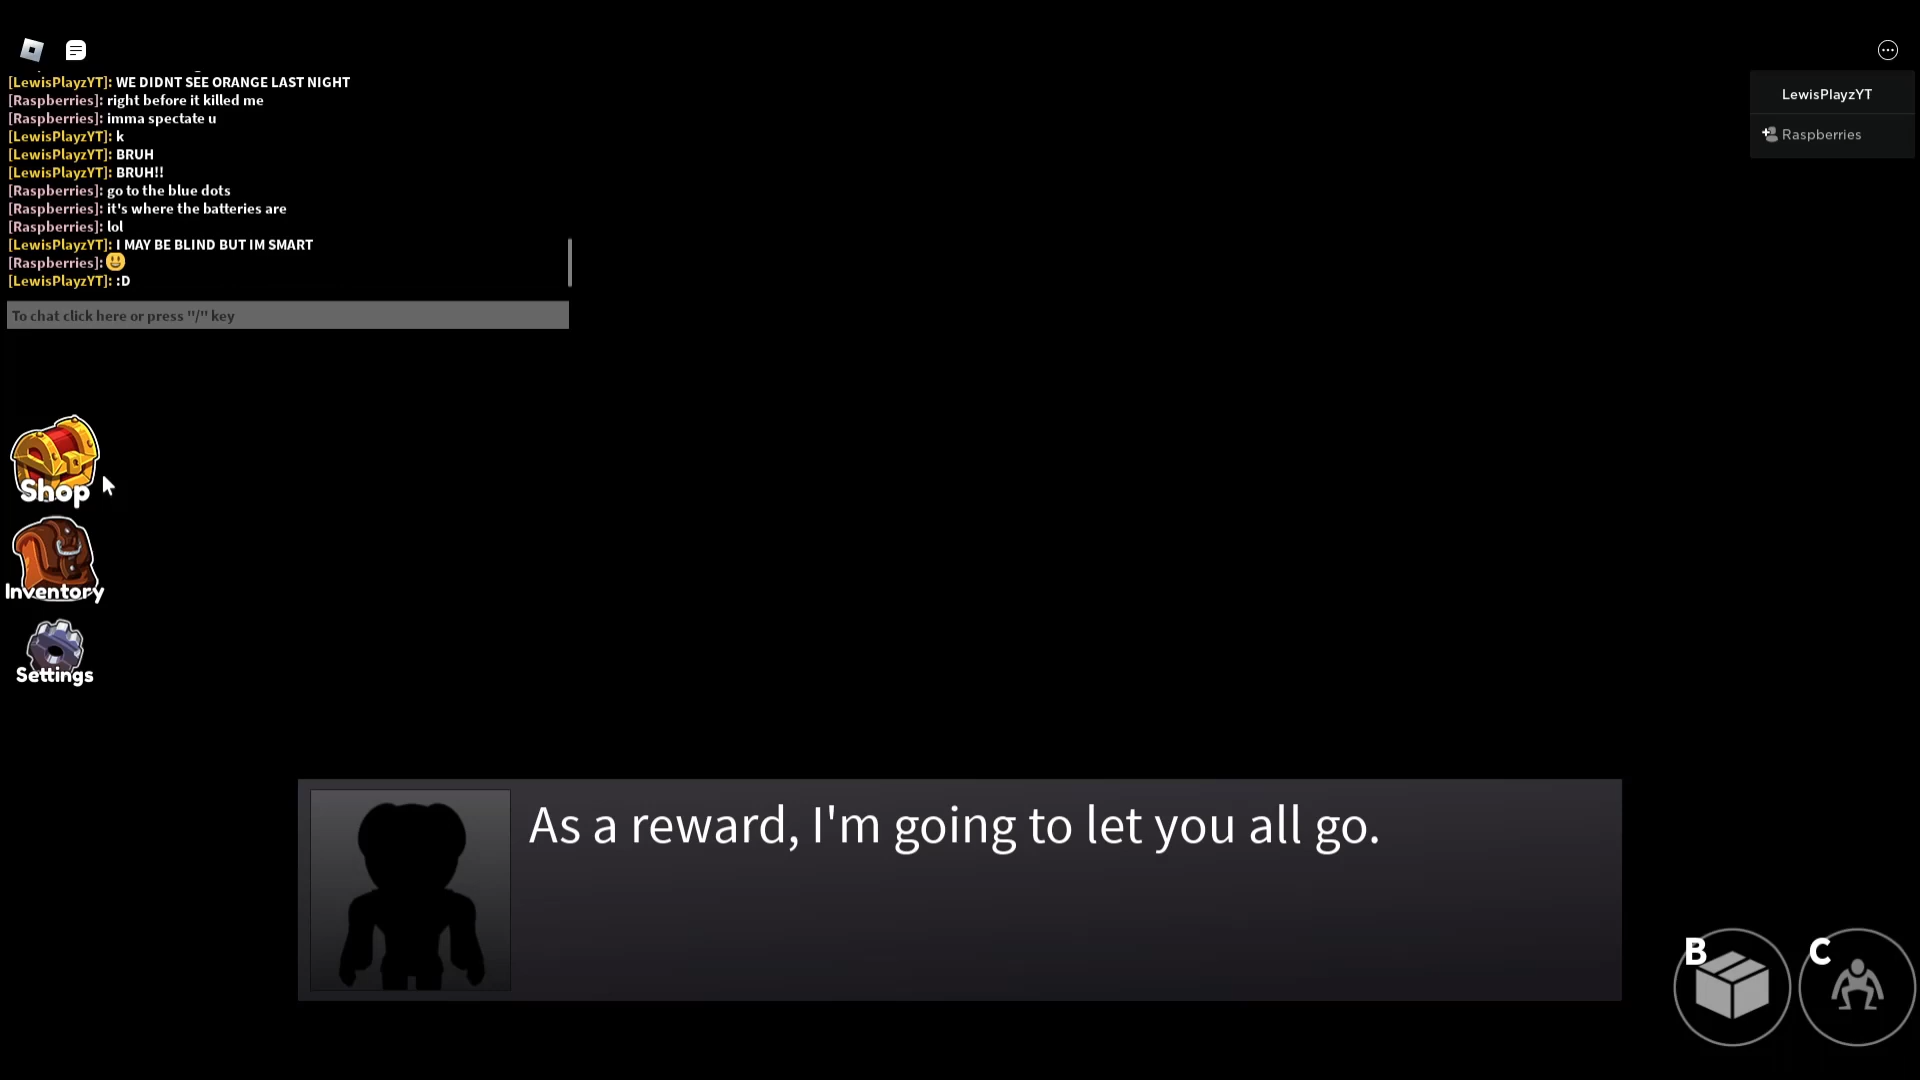 [LewisPlayzYT]: WE DIDNT SEE ORANGE LAST NIGHT
[Raspberries]: right before it killed me
[Raspberries]: imma spectate u
[LewisPlayzYT]: k
[LewisPlayzYT]: BRUH
[LewisPlayzYT]: BRUH!!
[Raspberries]: go to the blue dots
[Raspberries]: it's where the batteries are
[Raspberries]: lol
[LewisPlayzYT]: I MAY BE BLIND BUT IM SMART
[Raspberries]: 😃
[LewisPlayzYT]: :D
To chat click here or press "/" key
LewisPlayzYT
Raspberries
Shop
Inventory
Settings
As a reward, I'm going to let you all go.
B
C